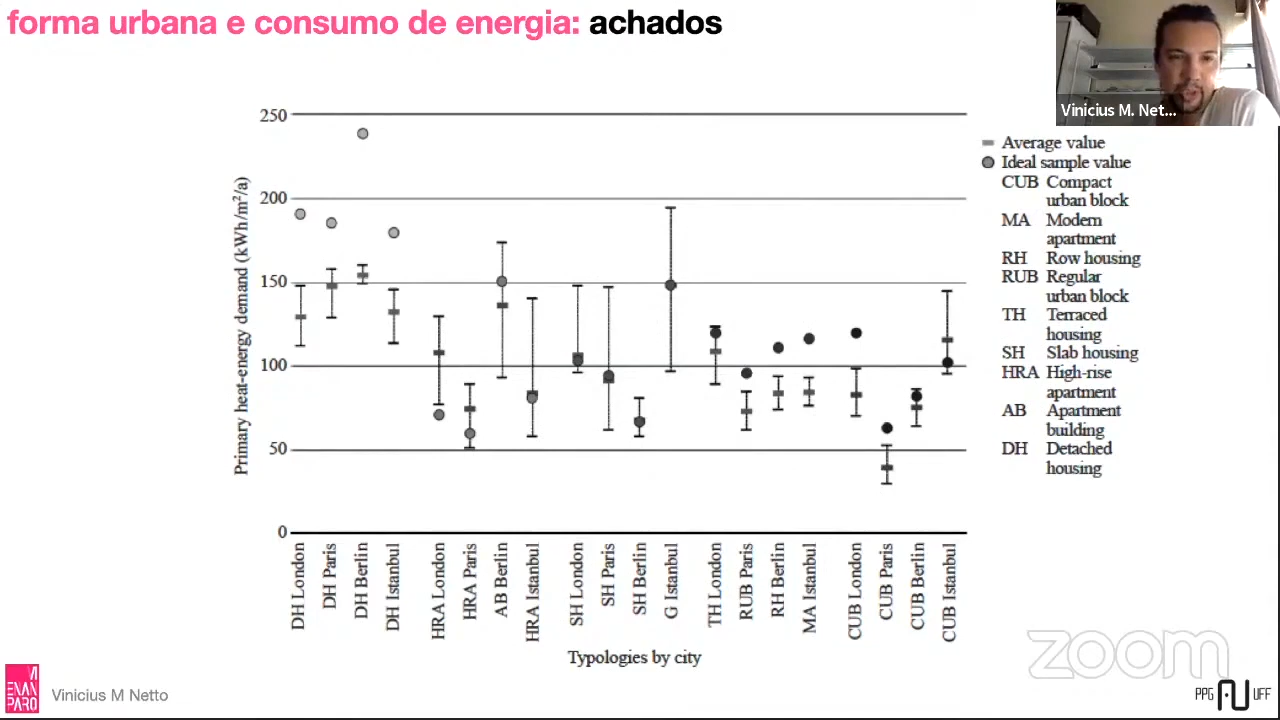 forma urbana e consumo de energia: achados
Vinicius M. Net...
250
200
150
100
50
0
Primary heat-energy demand (kWh/m²/a)
DH London
DH Paris
DH Berlin
DH Istanbul
HRA London
HRA Paris
AB Berlin
HRA Istanbul
SH London
SH Paris
SH Berlin
G Istanbul
TH London
RUB Paris
RH Berlin
MA Istanbul
CUB London
CUB Paris
CUB Berlin
CUB Istanbul
Typologies by city
Average value
Ideal sample value
CUB Compact
urban block
MA Modern
apartment
RH Row housing
RUB Regular
urban block
TH Terraced
housing
SH Slab housing
HRA High-rise
apartment
AB Apartment
building
DH Detached
housing
zoom
Vinicius M Netto
PPG AU UFF